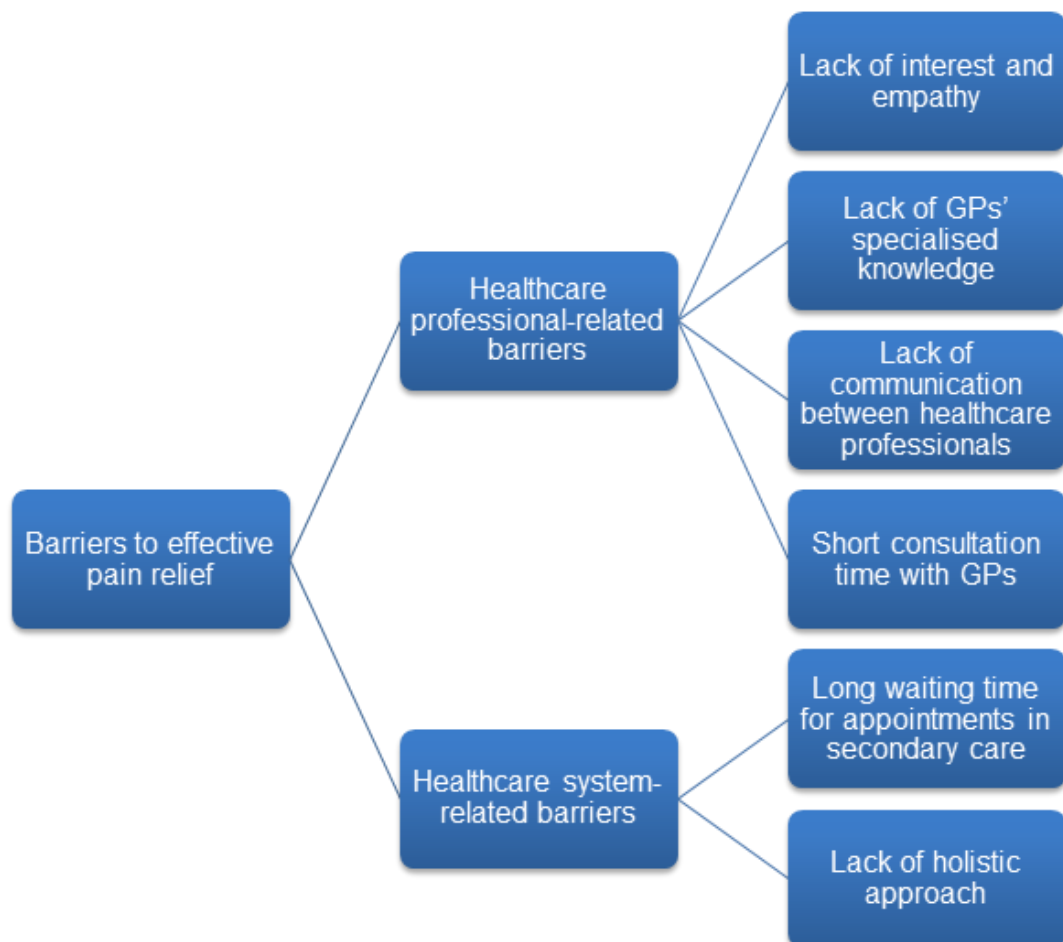 Barriers to effective
pain relief
Healthcare
professional-related
barriers
Healthcare system-
related barriers
Lack of interest and
empathy
Lack of GPs’
specialised
knowledge
Lack of
communication
between healthcare
professionals
Short consultation
time with GPs
Long waiting time
for appointments in
secondary care
Lack of holistic
approach